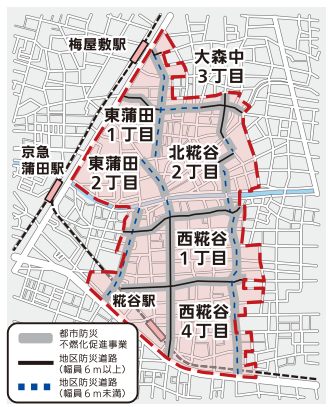 梅屋敷駅
大森中
3丁目
東蒲田
1丁目
京急
蒲田駅
東蒲田
2丁目
北糀谷
2丁目
西糀谷
1丁目
糀谷駅
西糀谷
4丁目
都市防災
不燃化促進事業
地区防災道路
（幅員6m以上）
地区防災道路
（幅員6m未満）